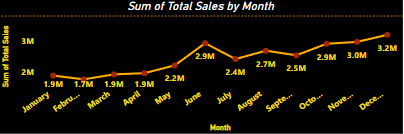 Sum of Total Sales by Month
Sum of Total Sales
3M
2M
1.9M
1.7M
1.9M
1.9M
2.2M
2.9M
2.4M
2.7M
2.5M
2.9M
3.0M
3.2M
January
Febru...
March
April
May
June
July
August
Septe...
Octo...
Nove...
Dece...
Month